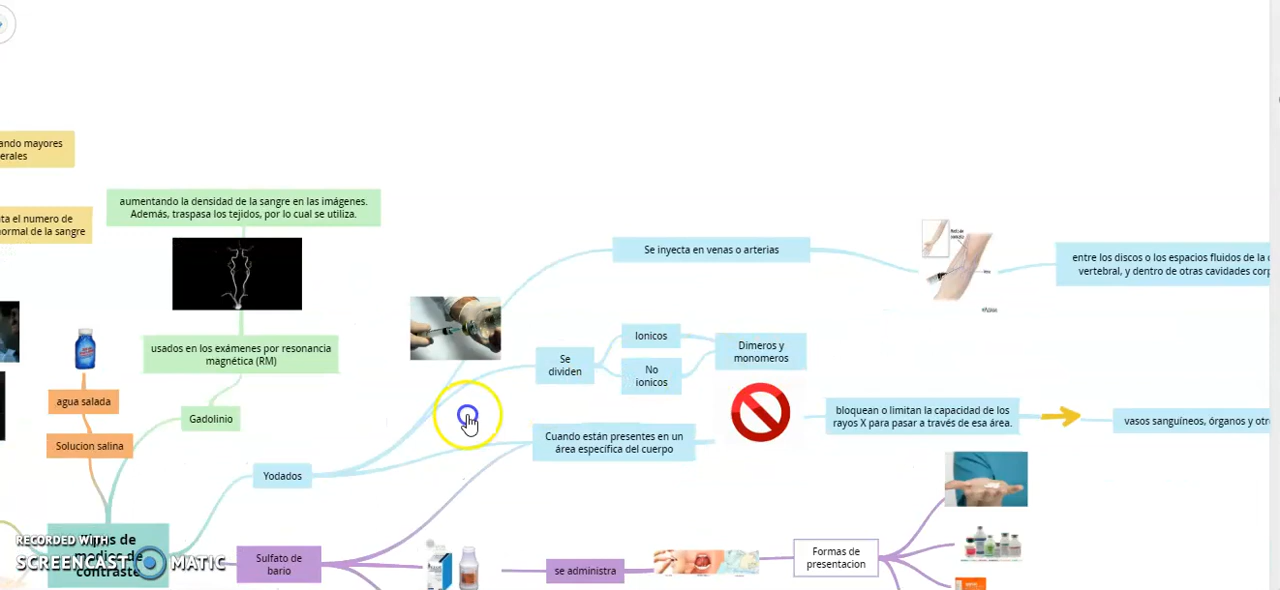 ando mayores
erales
ta el numero de
ormal de la sangre
aumentando la densidad de la sangre en las imágenes.
Además, traspasa los tejidos, por lo cual se utiliza.
usados en los exámenes por resonancia
magnética (RM)
Gadolinio
agua salada
Solucion salina
Yodados
Se inyecta en venas o arterias
entre los discos o los espacios fluidos de la
vertebral, y dentro de otras cavidades corp
Se
dividen
Ionicos
No
ionicos
Dimeros y
monomeros
Cuando están presentes en un
área específica del cuerpo
bloquean o limitan la capacidad de los
rayos X para pasar a través de esa área.
vasos sanguíneos, órganos y otr
Tipos de
medios de
contraste
Sulfato de
bario
se administra
Formas de
presentacion
RECORDED WITH
SCREENCAST MATIC